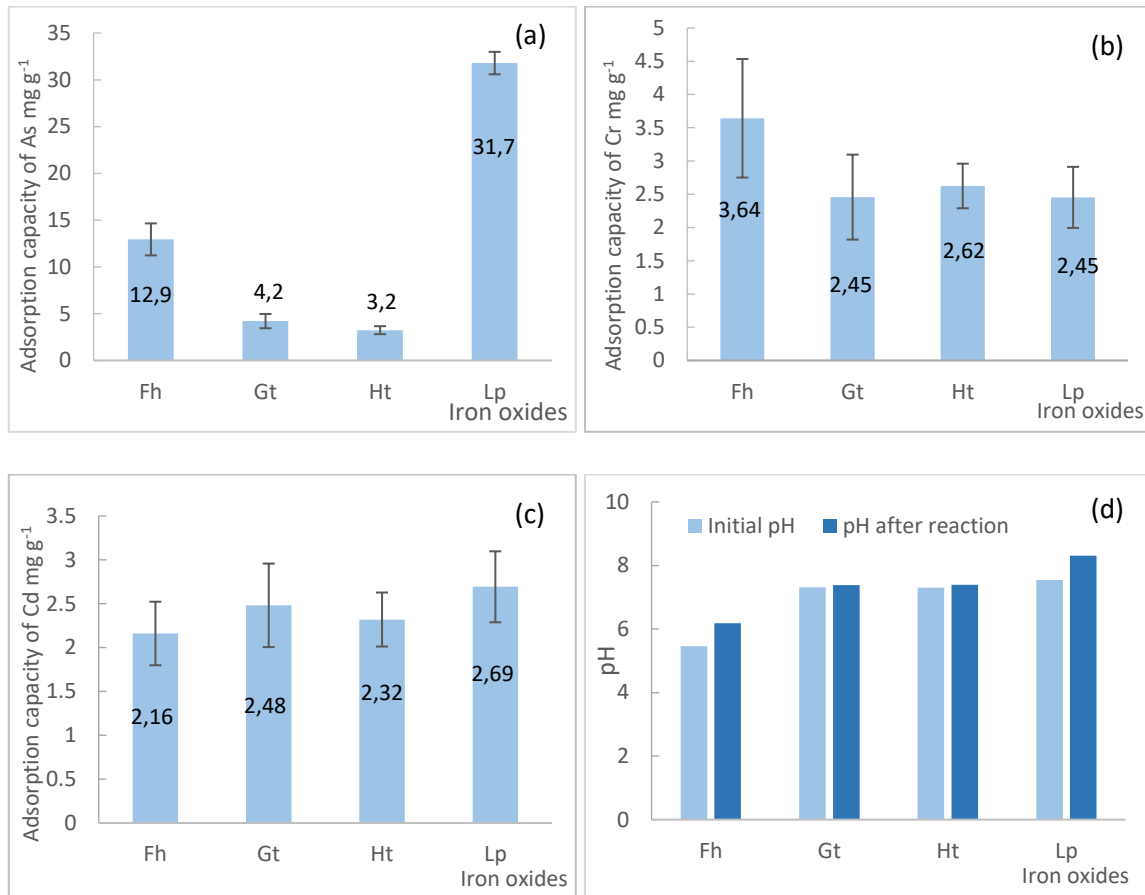 (a)
Adsorption capacity of As mg g⁻¹
35
30
25
20
15
10
5
0
12,9
4,2
3,2
31,7
Fh Gt Ht Lp
Iron oxides
(b)
Adsorption capacity of Cr mg g⁻¹
5
4.5
4
3.5
3
2.5
2
1.5
1
0.5
0
3,64
2,45
2,62
2,45
Fh Gt Ht Lp
Iron oxides
(c)
Adsorption capacity of Cd mg g⁻¹
3.5
3
2.5
2
1.5
1
0.5
0
2,16
2,48
2,32
2,69
Fh Gt Ht Lp
Iron oxides
(d)
Initial pH pH after reaction
pH
10
8
6
4
2
0
Fh Gt Ht Lp
Iron oxides